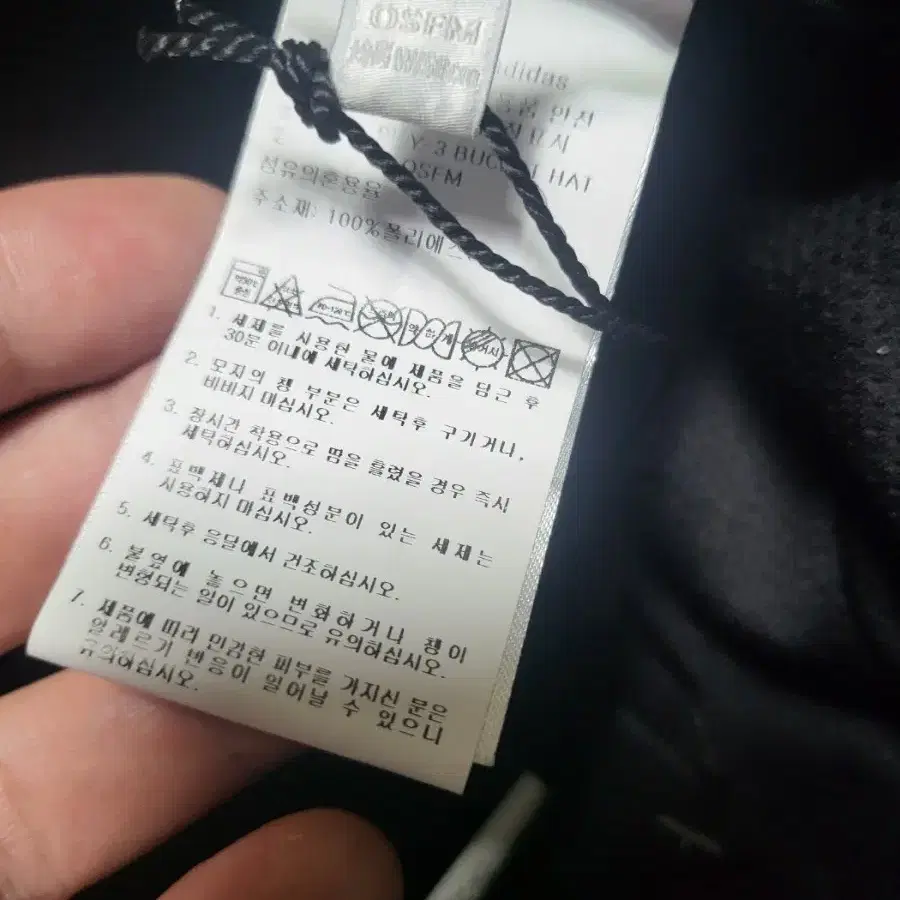 MFH20
adidas
안전
표시
Y-3 BUCKET HAT
OSFM
섬유의혼용율
주소재: 100%폴리에스
1. 세제를 사용한 물에 제품을 담근 후
30분 이내에 세탁하십시오.
2. 모자의 챙 부분은 세탁후 구기거나,
비비지 마십시오.
3. 장시간 착용으로 땀을 흘렸을 경우 즉시
세탁하십시오.
4. 표백제나 표백성분이 있는 세제는
사용하지 마십시오.
5. 세탁후 응달에서 건조하십시오.
6. 불옆에 놓으면 변화하거나 챙이
변형되는 일이 있으므로 유의하십시오.
7. 제품에 따라 민감한 피부를 가지신 분은
알레르기 반응이 일어날 수 있으니
유의하십시오.